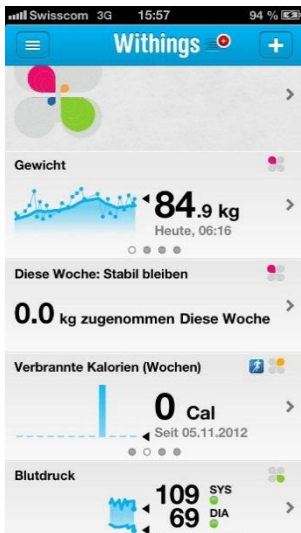 Swisscom 3G 15:57 94 %
Withings
Gewicht
84.9 kg
Heute, 06:16
Diese Woche: Stabil bleiben
0.0 kg zugenommen Diese Woche
Verbrannte Kalorien (Wochen)
0 Cal
Seit 05.11.2012
Blutdruck
109 SYS
69 DIA